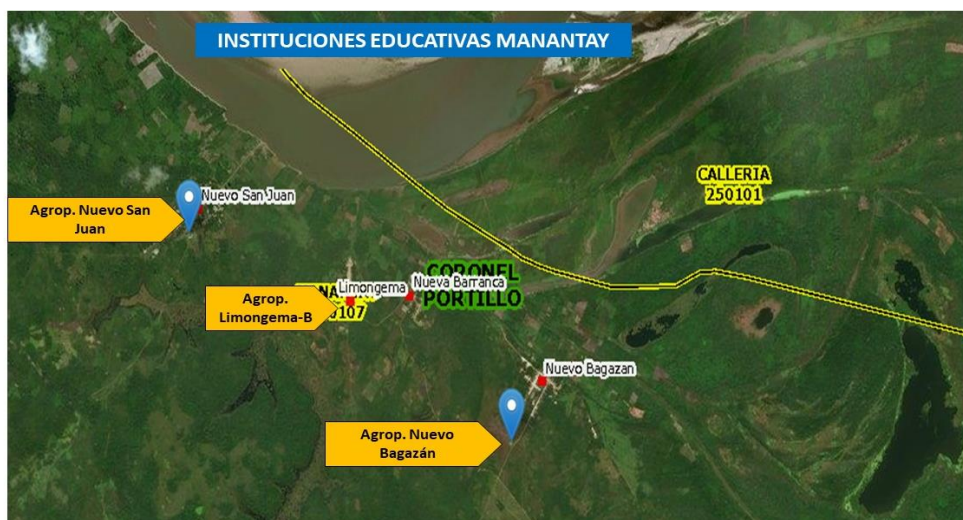 INSTITUCIONES EDUCATIVAS MANANTAY
CALLERIA
250101
Nuevo San Juan
Agrop. Nuevo San
Juan
CORONEL
PORTILLO
Limongema
Nueva Barranca
Agrop.
Limongema-B
Nuevo Bagazan
Agrop. Nuevo
Bagazán